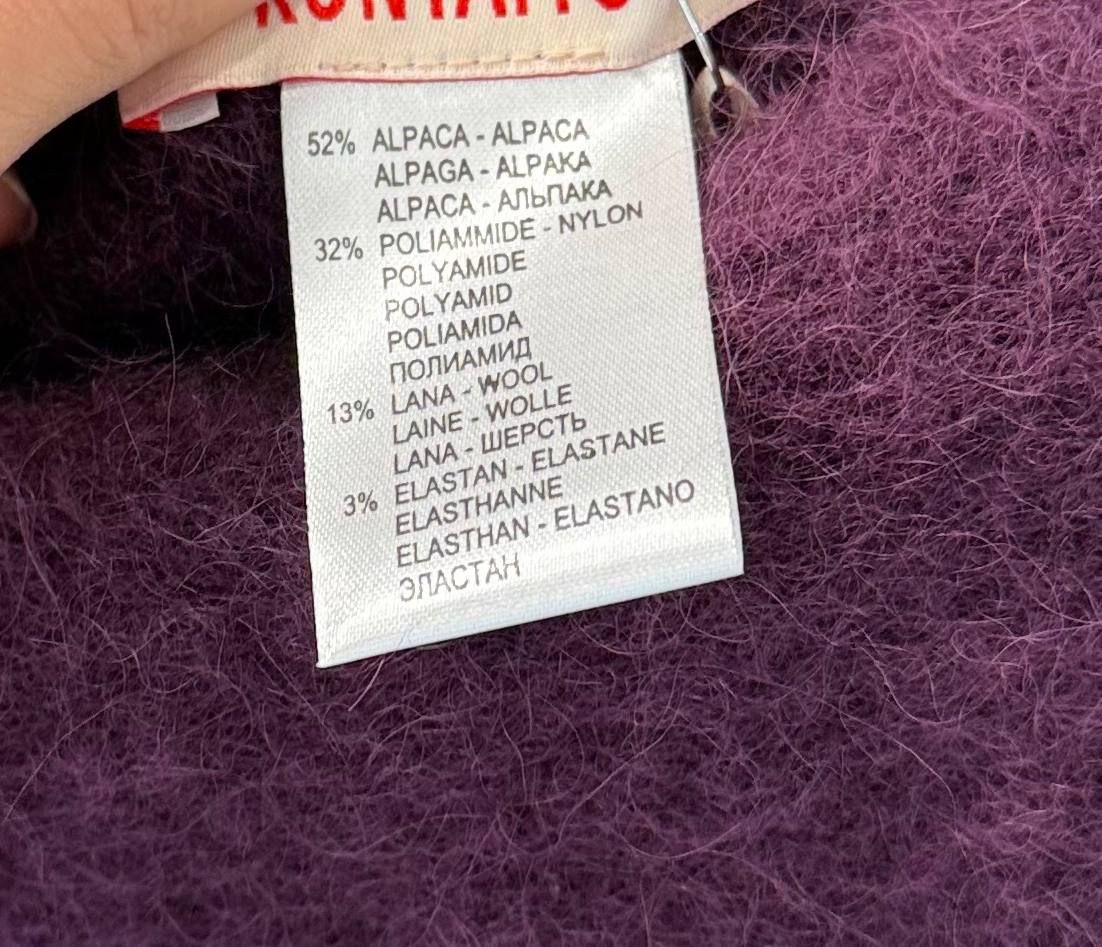 52% ALPACA - ALPACA
ALPAGA - ALPAKA
ALPACA - АЛЬПАКА
32% POLIAMMIDE - NYLON
POLYAMIDE
POLYAMID
POLIAMIDA
ПОЛИАМИД
13% LANA - WOOL
LAINE - WOLLE
LANA - ШЕРСТЬ
3% ELASTAN - ELASTANE
ELASTHANNE
ELASTHAN - ELASTANO
ЭЛАСТАН